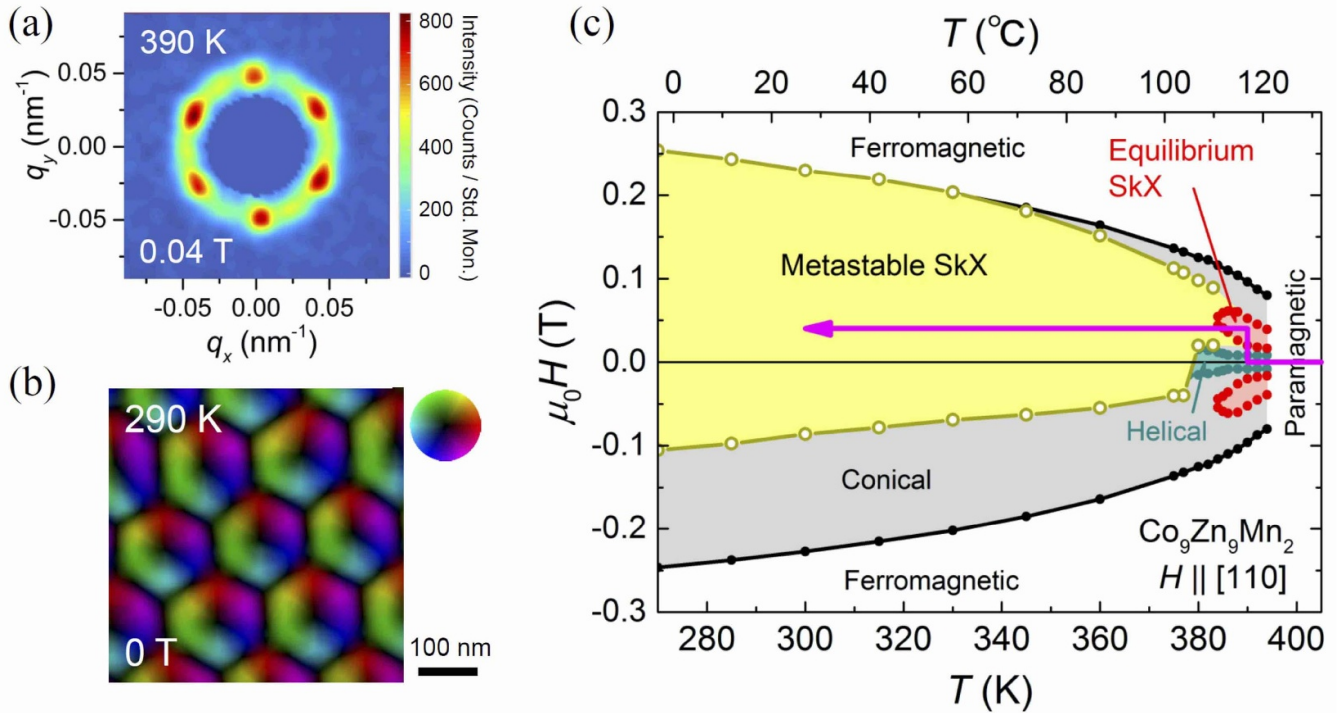 (a)
390 K
0.04 T
0.05
0.00
-0.05
q_y (nm⁻¹)
-0.05 0.00 0.05
q_x (nm⁻¹)
800
600
400
200
0
Intensity (Counts / Std. Mon.)
(b)
290 K
0 T
100 nm
(c)
T (°C)
0 20 40 60 80 100 120
0.3
0.2
0.1
0.0
-0.1
-0.2
-0.3
μ₀H (T)
Ferromagnetic
Equilibrium
SkX
Metastable SkX
Paramagnetic
Helical
Conical
Co₉Zn₉Mn₂
H || [110]
Ferromagnetic
280 300 320 340 360 380 400
T (K)